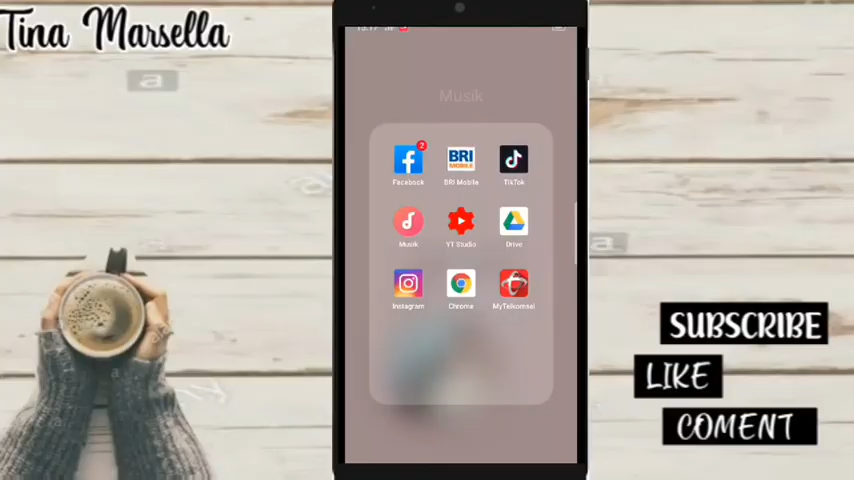 Tina Marsella
Musik
2
Facebook
BRI Mobile
TikTok
Musik
YT Studio
Drive
Instagram
Chrome
MyTelkomsel
BRI
MOBILE
SUBSCRIBE
LIKE
COMENT